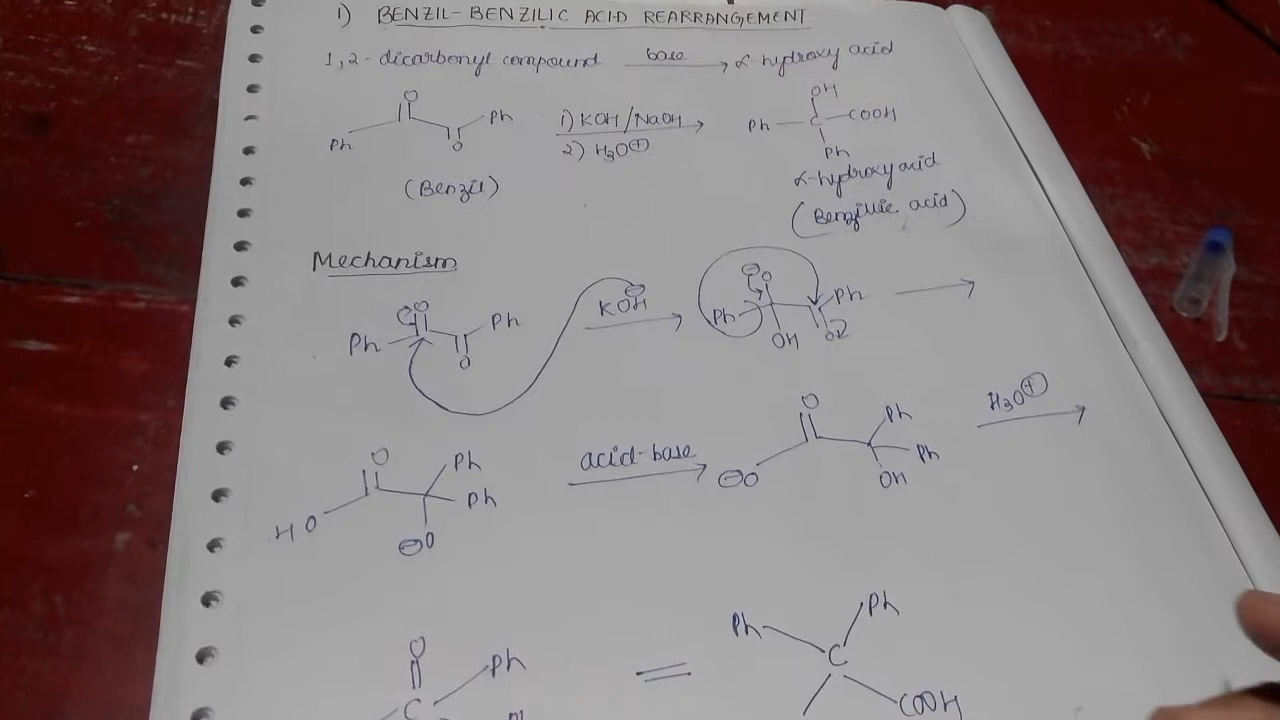 1) BENZIL-BENZILIC ACID REARRANGEMENT
1,2-dicarbonyl compound base → α hydroxy acid
O
Ph O Ph
1) KOH/NaOH
2) H3O⊕
OH
Ph C COOH
Ph
(Benzil)
α-hydroxy acid
(Benzilic acid)
Mechanism
O
Ph O Ph
KOH ⊖
⊖ O
Ph OH O Ph
O
HO Ph Ph
⊖O
acid-base
O
⊖O Ph Ph
OH
H3O⊕
O
C Ph
=
Ph Ph
C
COOH